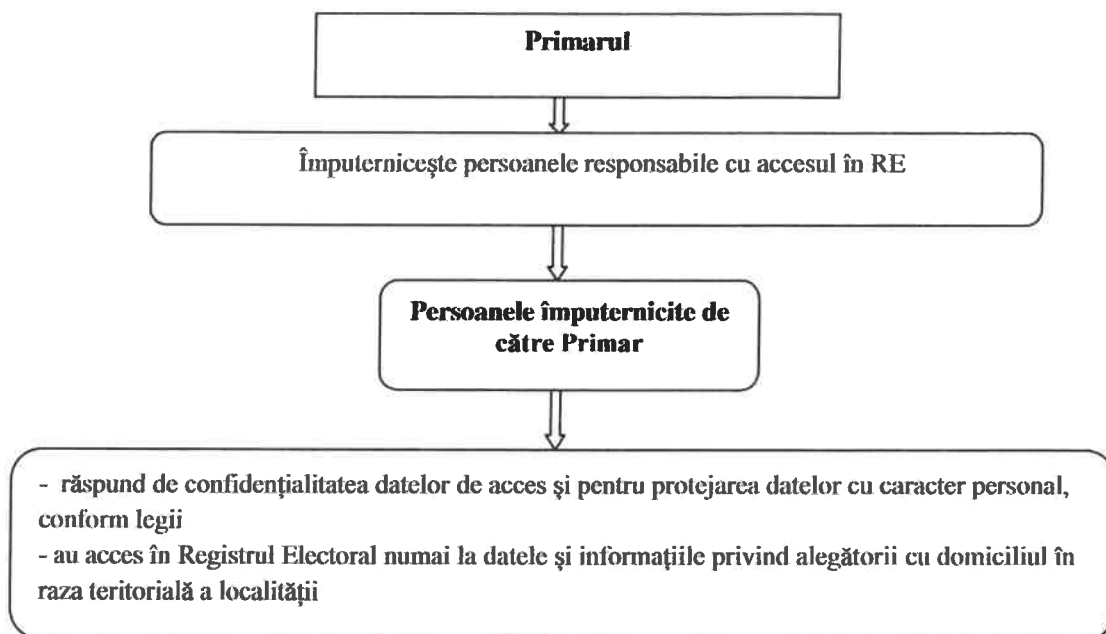 Primarul
Împuternicește persoanele responsabile cu accesul în RE
Persoanele împuternicite de
către Primar
- răspund de confidențialitatea datelor de acces și pentru protejarea datelor cu caracter personal,
conform legii
- au acces în Registrul Electoral numai la datele și informațiile privind alegătorii cu domiciliul în
raza teritorială a localității